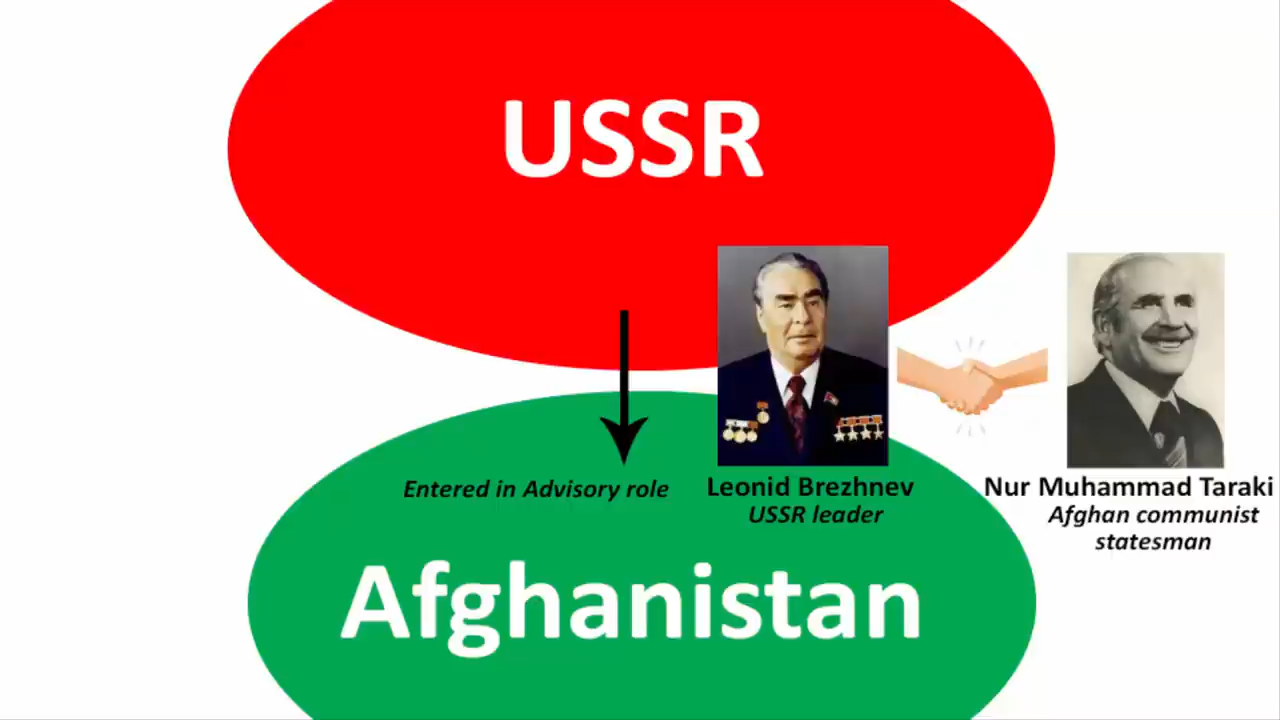 USSR
Entered in Advisory role
Leonid Brezhnev
USSR leader
Nur Muhammad Taraki
Afghan communist
statesman
Afghanistan